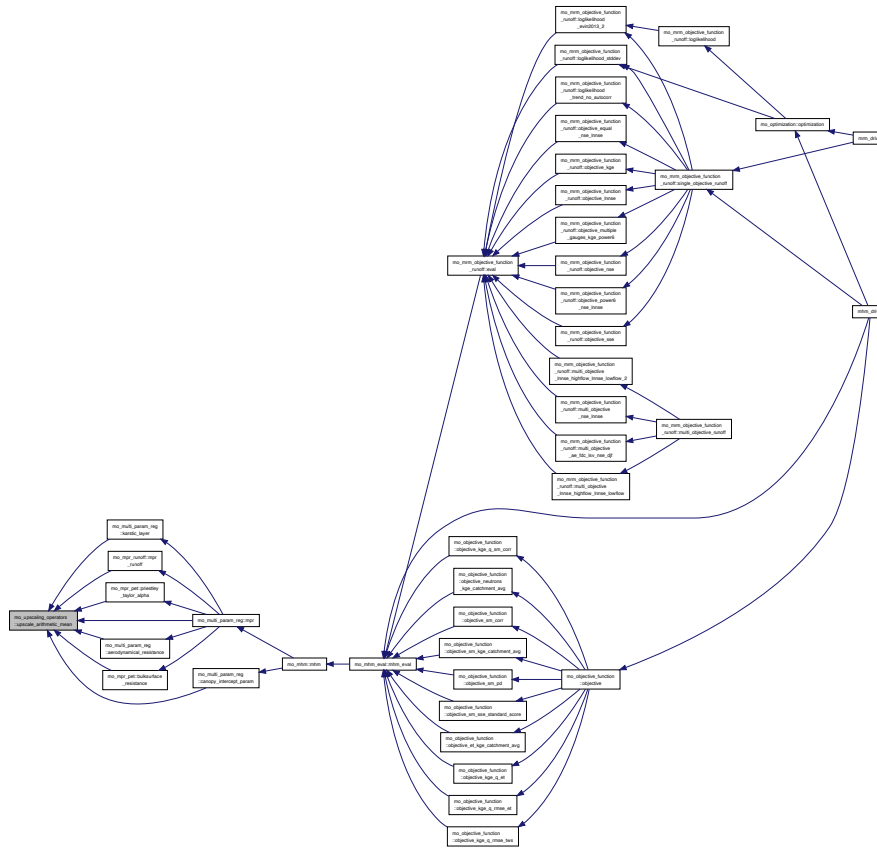 mo_mrm_objective_function
_runoff::loglikelihood
_evin2013_2
mo_mrm_objective_function
_runoff::loglikelihood
mo_mrm_objective_function
_runoff::loglikelihood_stddev
mo_mrm_objective_function
_runoff::loglikelihood
_trend_no_autocorr
mo_optimization::optimization
mo_mrm_objective_function
_runoff::objective_equal
_nse_lnnse
mrm_driv
mo_mrm_objective_function
_runoff::objective_kge
mo_mrm_objective_function
_runoff::single_objective_runoff
mo_mrm_objective_function
_runoff::objective_lnnse
mo_mrm_objective_function
_runoff::objective_multiple
_gauges_kge_power6
mo_mrm_objective_function
_runoff::eval
mo_mrm_objective_function
_runoff::objective_nse
mo_mrm_objective_function
_runoff::objective_power6
_nse_lnnse
mhm_driv
mo_mrm_objective_function
_runoff::objective_sse
mo_mrm_objective_function
_runoff::multi_objective
_lnnse_highflow_lnnse_lowflow_2
mo_mrm_objective_function
_runoff::multi_objective
_nse_lnnse
mo_mrm_objective_function
_runoff::multi_objective_runoff
mo_mrm_objective_function
_runoff::multi_objective
_ae_fdc_lsv_nse_djf
mo_mrm_objective_function
_runoff::multi_objective
_lnnse_highflow_lnnse_lowflow
mo_multi_param_reg
::karstic_layer
mo_objective_function
::objective_kge_q_sm_corr
mo_mpr_runoff::mpr
_runoff
mo_objective_function
::objective_neutrons
_kge_catchment_avg
mo_mpr_pet::priestley
_taylor_alpha
mo_upscaling_operators
::upscale_arithmetic_mean
mo_multi_param_reg::mpr
mo_objective_function
::objective_sm_corr
mo_multi_param_reg
::aerodynamical_resistance
mo_objective_function
::objective_sm_kge_catchment_avg
mo_mhm::mhm
mo_mhm_eval::mhm_eval
mo_mpr_pet::bulksurface
_resistance
mo_multi_param_reg
::canopy_intercept_param
mo_objective_function
::objective_sm_pd
mo_objective_function
::objective
mo_objective_function
::objective_sm_sse_standard_score
mo_objective_function
::objective_et_kge_catchment_avg
mo_objective_function
::objective_kge_q_et
mo_objective_function
::objective_kge_q_rmse_et
mo_objective_function
::objective_kge_q_rmse_tws